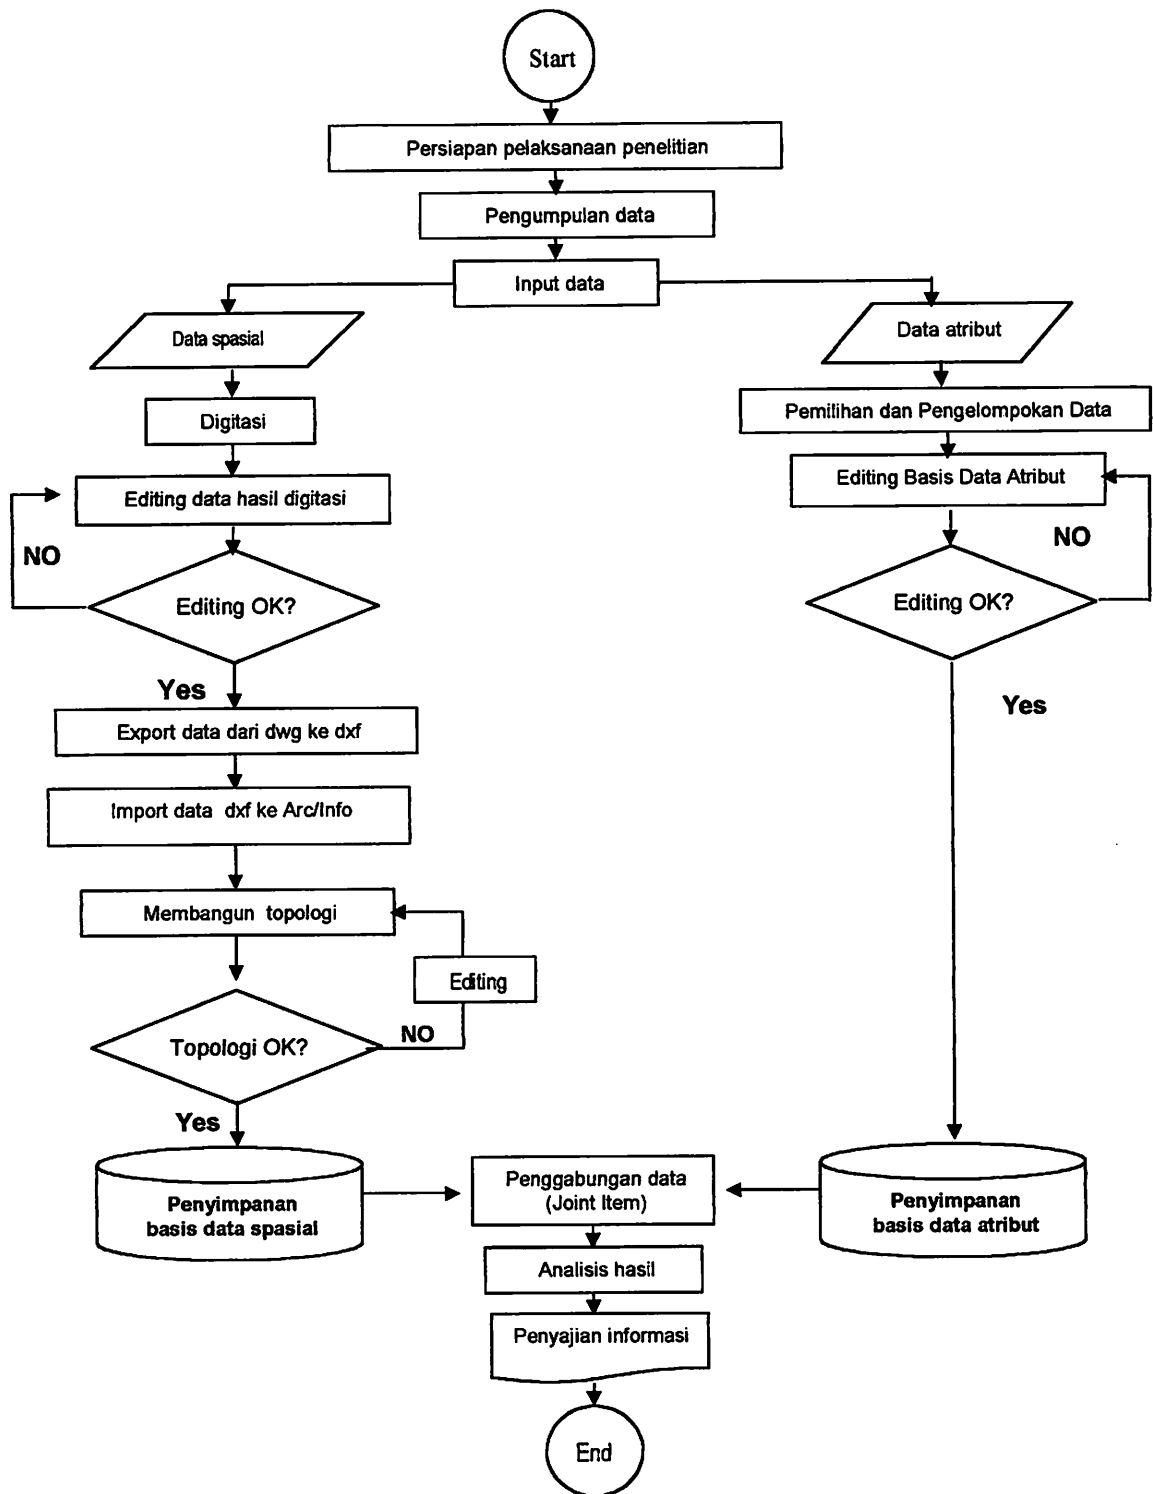 Start
Persiapan pelaksanaan penelitian
Pengumpulan data
Input data
Data spasial
Data atribut
Digitasi
Pemilihan dan Pengelompokan Data
Editing data hasil digitasi
Editing Basis Data Atribut
NO
NO
Editing OK?
Editing OK?
Yes
Yes
Export data dari dwg ke dxf
Import data dxf ke Arc/Info
Membangun topologi
Editing
Topologi OK?
NO
Yes
Penyimpanan
basis data spasial
Penggabungan data
(Joint Item)
Penyimpanan
basis data atribut
Analisis hasil
Penyajian informasi
End